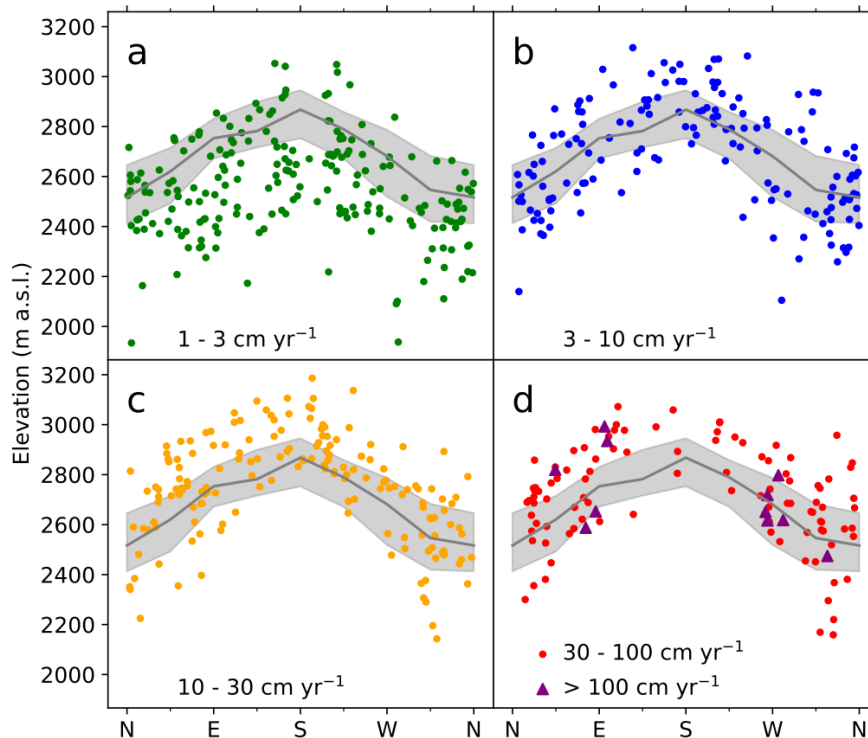 3200
3000
2800
2600
2400
2200
2000
a
1 - 3 cm yr⁻¹
b
3 - 10 cm yr⁻¹
Elevation (m a.s.l.)
3200
3000
2800
2600
2400
2200
2000
c
10 - 30 cm yr⁻¹
d
30 - 100 cm yr⁻¹
> 100 cm yr⁻¹
N E S W N
N E S W N